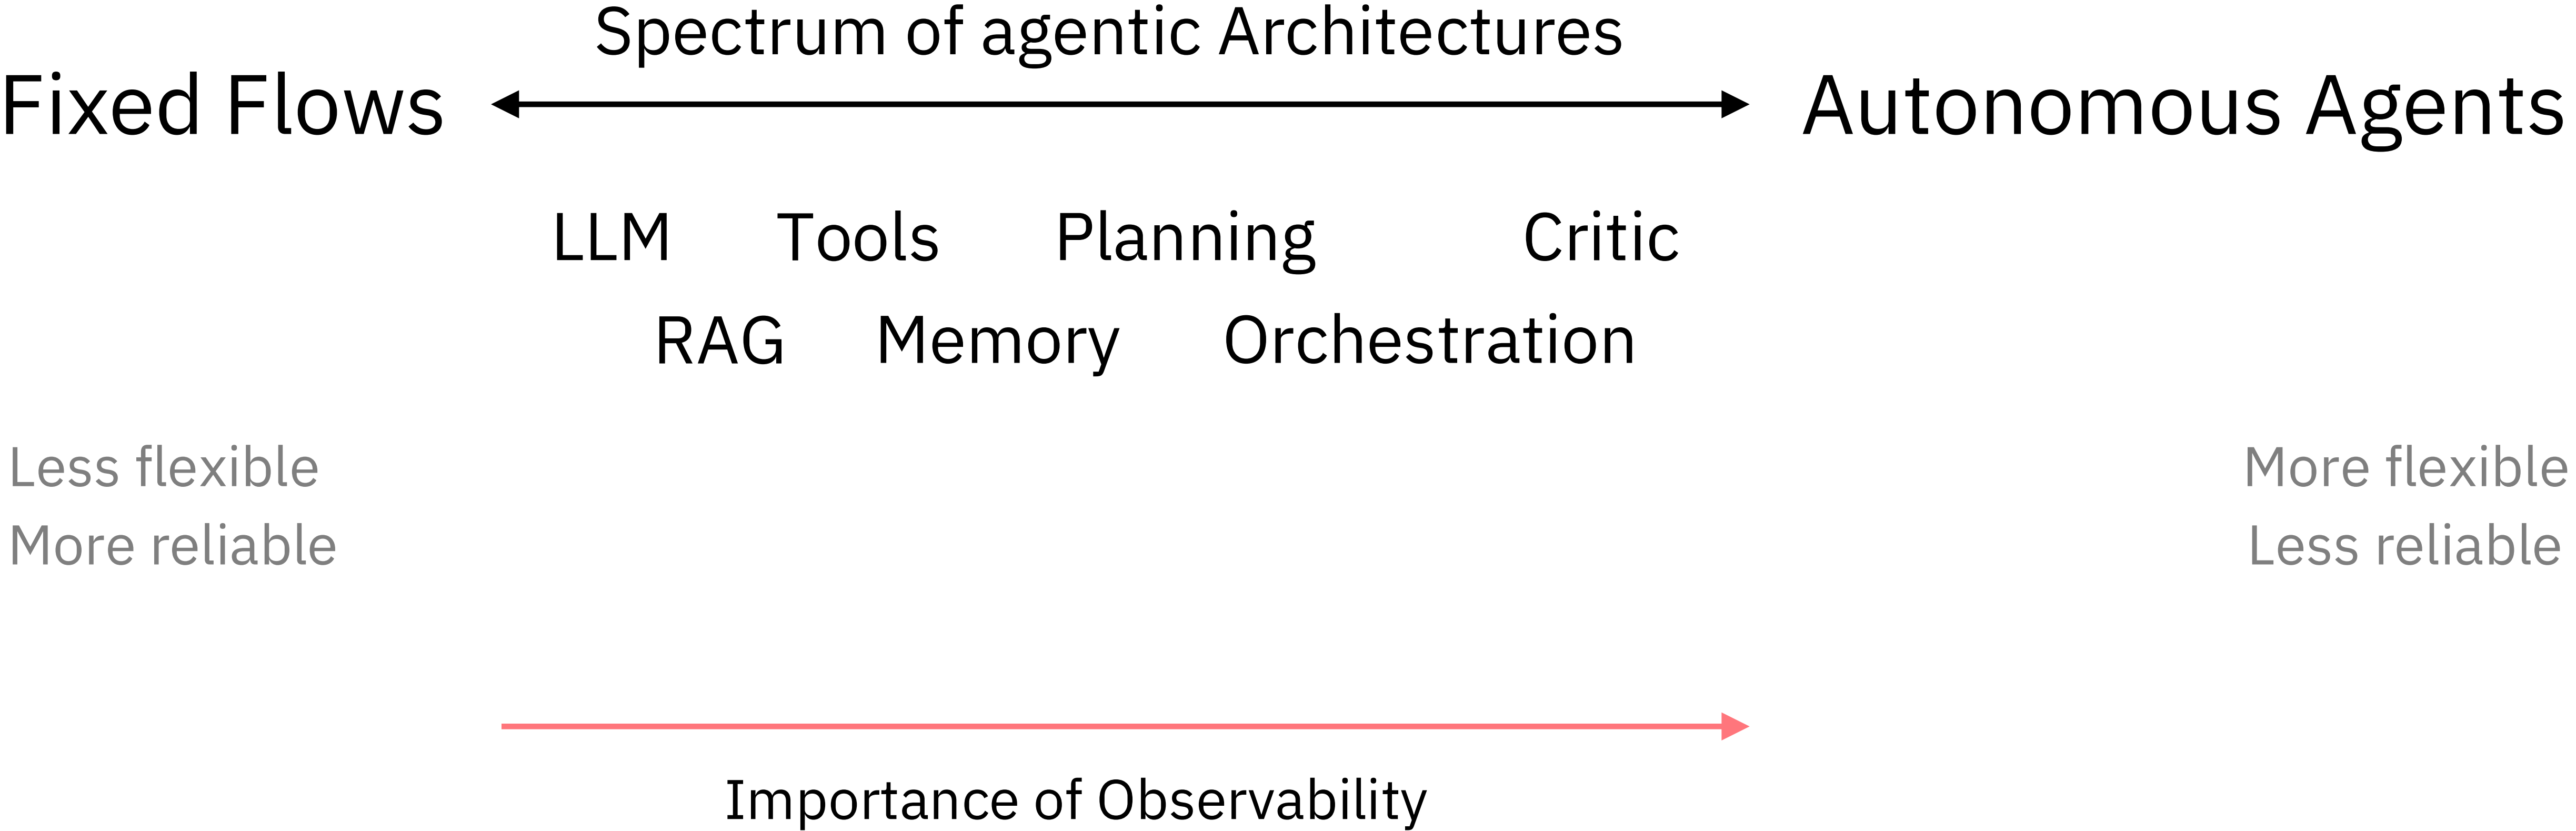 Spectrum of agentic Architectures
Fixed Flows
Autonomous Agents
LLM Tools Planning Critic
RAG Memory Orchestration
Less flexible
More reliable
More flexible
Less reliable
Importance of Observability